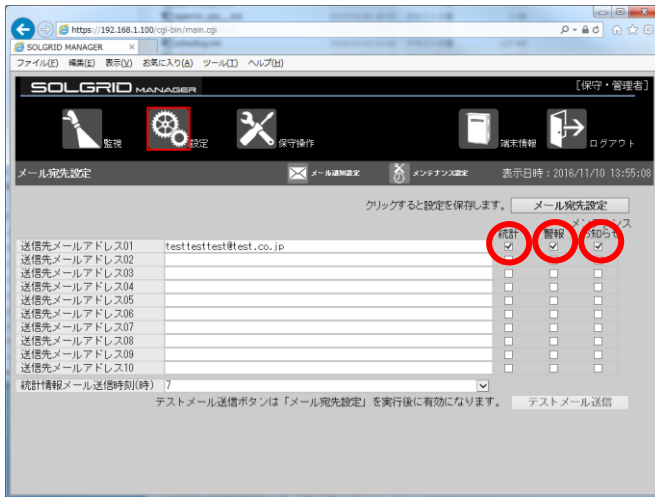 https://192.168.1.100/cgi-bin/main.cgi
SOLGRID MANAGER ×
ファイル(F) 編集(E) 表示(V) お気に入り(A) ツール(T) ヘルプ(H)
SOLGRID MANAGER
[保守・管理者]
監視 設定 保守操作 端末情報 ログアウト
メール宛先設定 メール通知設定 メンテナンス設定 表示日時：2016/11/10 13:55:08
クリックすると設定を保存します。 メール宛先設定
メンテナンス
統計 警報 お知らせ
送信先メールアドレス01 testtesttest@test.co.jp
送信先メールアドレス02
送信先メールアドレス03
送信先メールアドレス04
送信先メールアドレス05
送信先メールアドレス06
送信先メールアドレス07
送信先メールアドレス08
送信先メールアドレス09
送信先メールアドレス10
統計情報メール送信時刻(時) 7
テストメール送信ボタンは「メール宛先設定」を実行後に有効になります。 テストメール送信